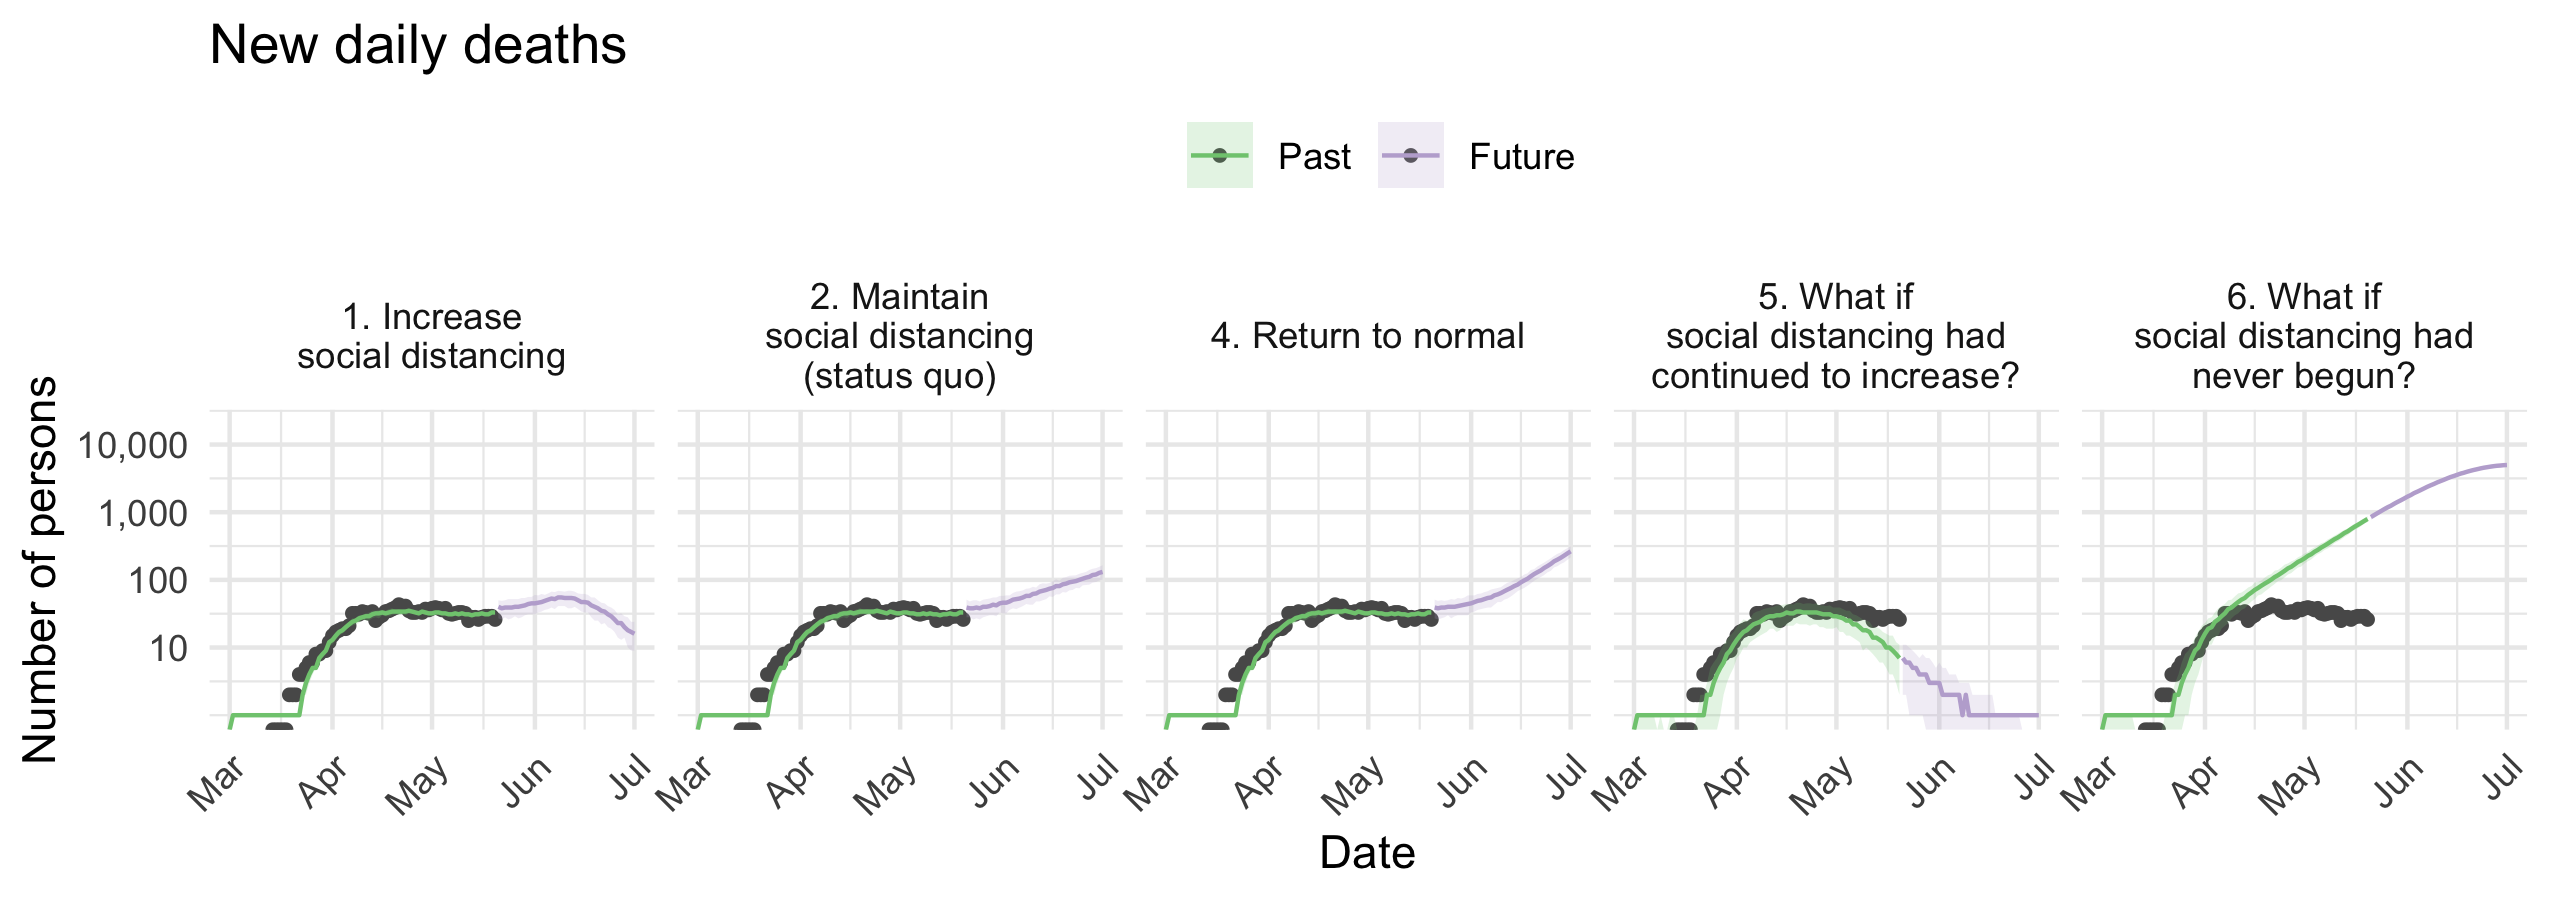 New daily deaths
Past
Future
1. Increase
social distancing
2. Maintain
social distancing
(status quo)
4. Return to normal
5. What if
social distancing had
continued to increase?
6. What if
social distancing had
never begun?
Number of persons
10,000
1,000
100
10
Mar
Apr
May
Jun
Jul
Mar
Apr
May
Jun
Jul
Mar
Apr
May
Jun
Jul
Mar
Apr
May
Jun
Jul
Mar
Apr
May
Jun
Jul
Date